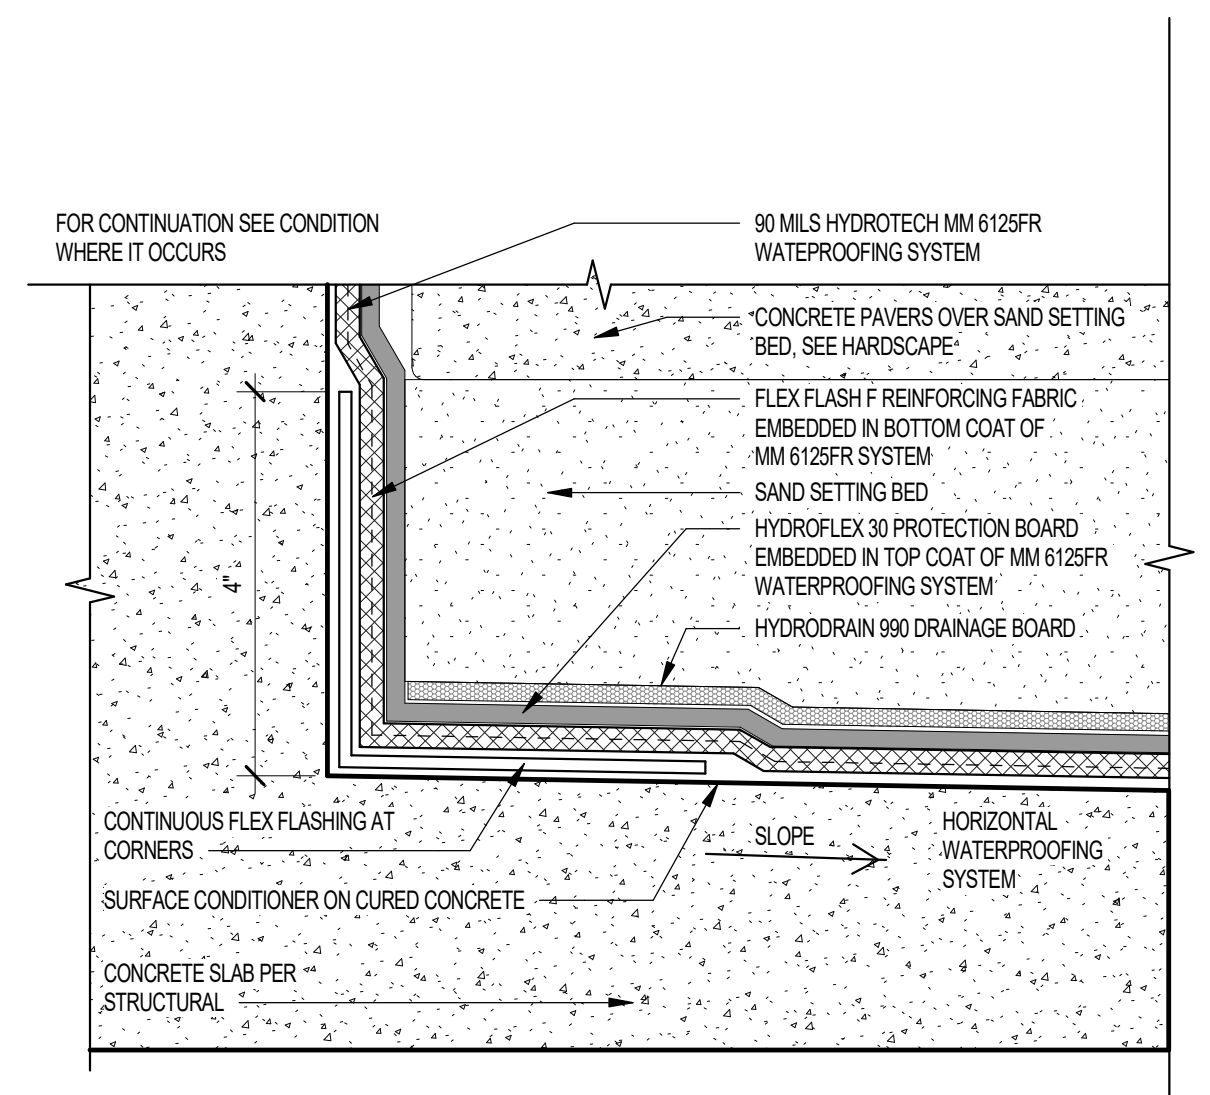 FOR CONTINUATION SEE CONDITION
WHERE IT OCCURS
90 MILS HYDROTECH MM 6125FR
WATEPROOFING SYSTEM
CONCRETE PAVERS OVER SAND SETTING
BED, SEE HARDSCAPE
FLEX FLASH F REINFORCING FABRIC
EMBEDDED IN BOTTOM COAT OF
MM 6125FR SYSTEM
SAND SETTING BED
HYDROFLEX 30 PROTECTION BOARD
EMBEDDED IN TOP COAT OF MM 6125FR
WATERPROOFING SYSTEM
HYDRODRAIN 990 DRAINAGE BOARD
4"
CONTINUOUS FLEX FLASHING AT
CORNERS
SURFACE CONDITIONER ON CURED CONCRETE
CONCRETE SLAB PER
STRUCTURAL
SLOPE
HORIZONTAL
WATERPROOFING
SYSTEM